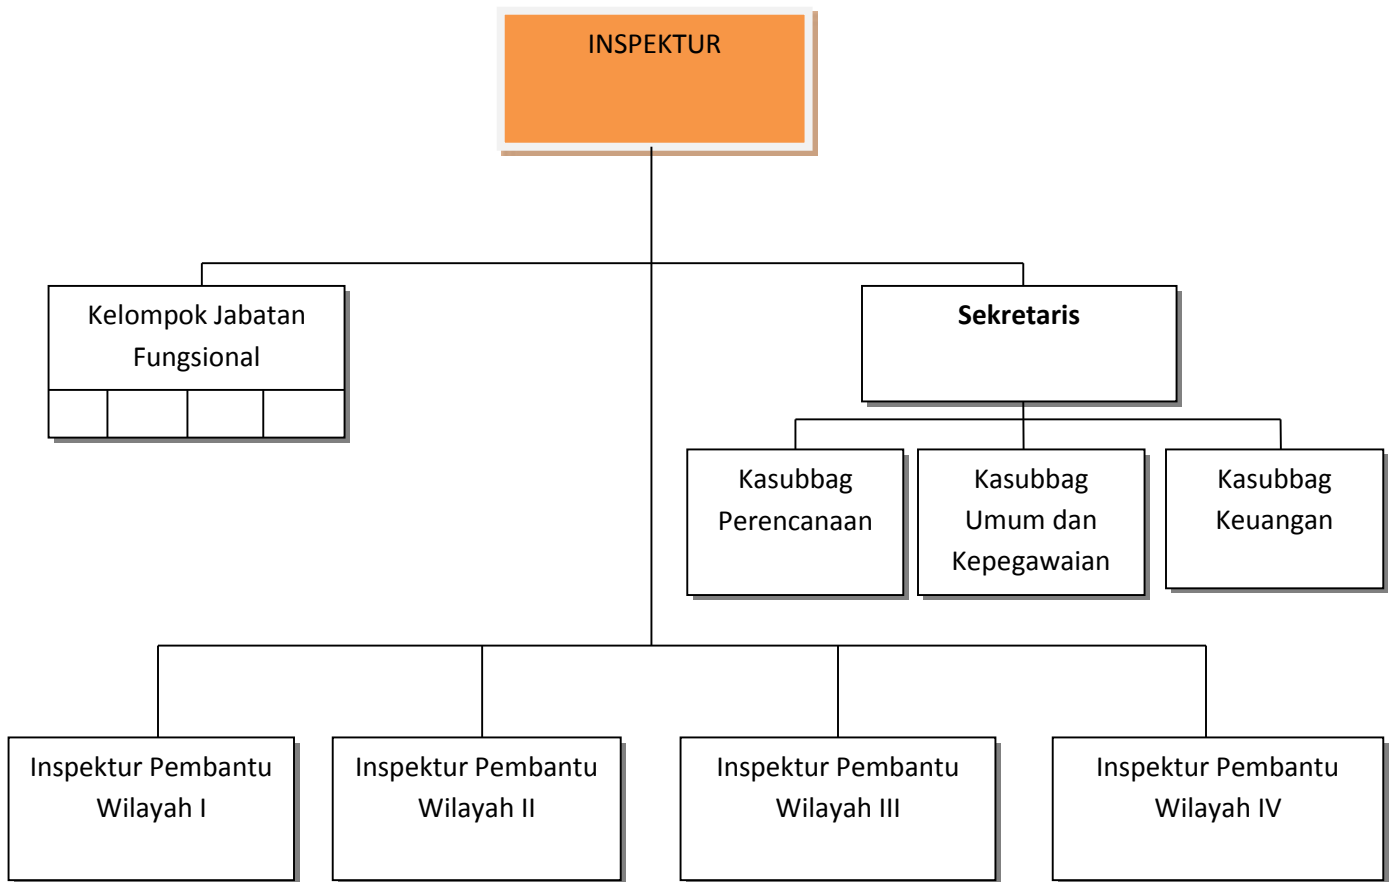 INSPEKTUR
Kelompok Jabatan
Fungsional
Sekretaris
Kasubbag
Perencanaan
Kasubbag
Umum dan
Kepegawaian
Kasubbag
Keuangan
Inspektur Pembantu
Wilayah I
Inspektur Pembantu
Wilayah II
Inspektur Pembantu
Wilayah III
Inspektur Pembantu
Wilayah IV